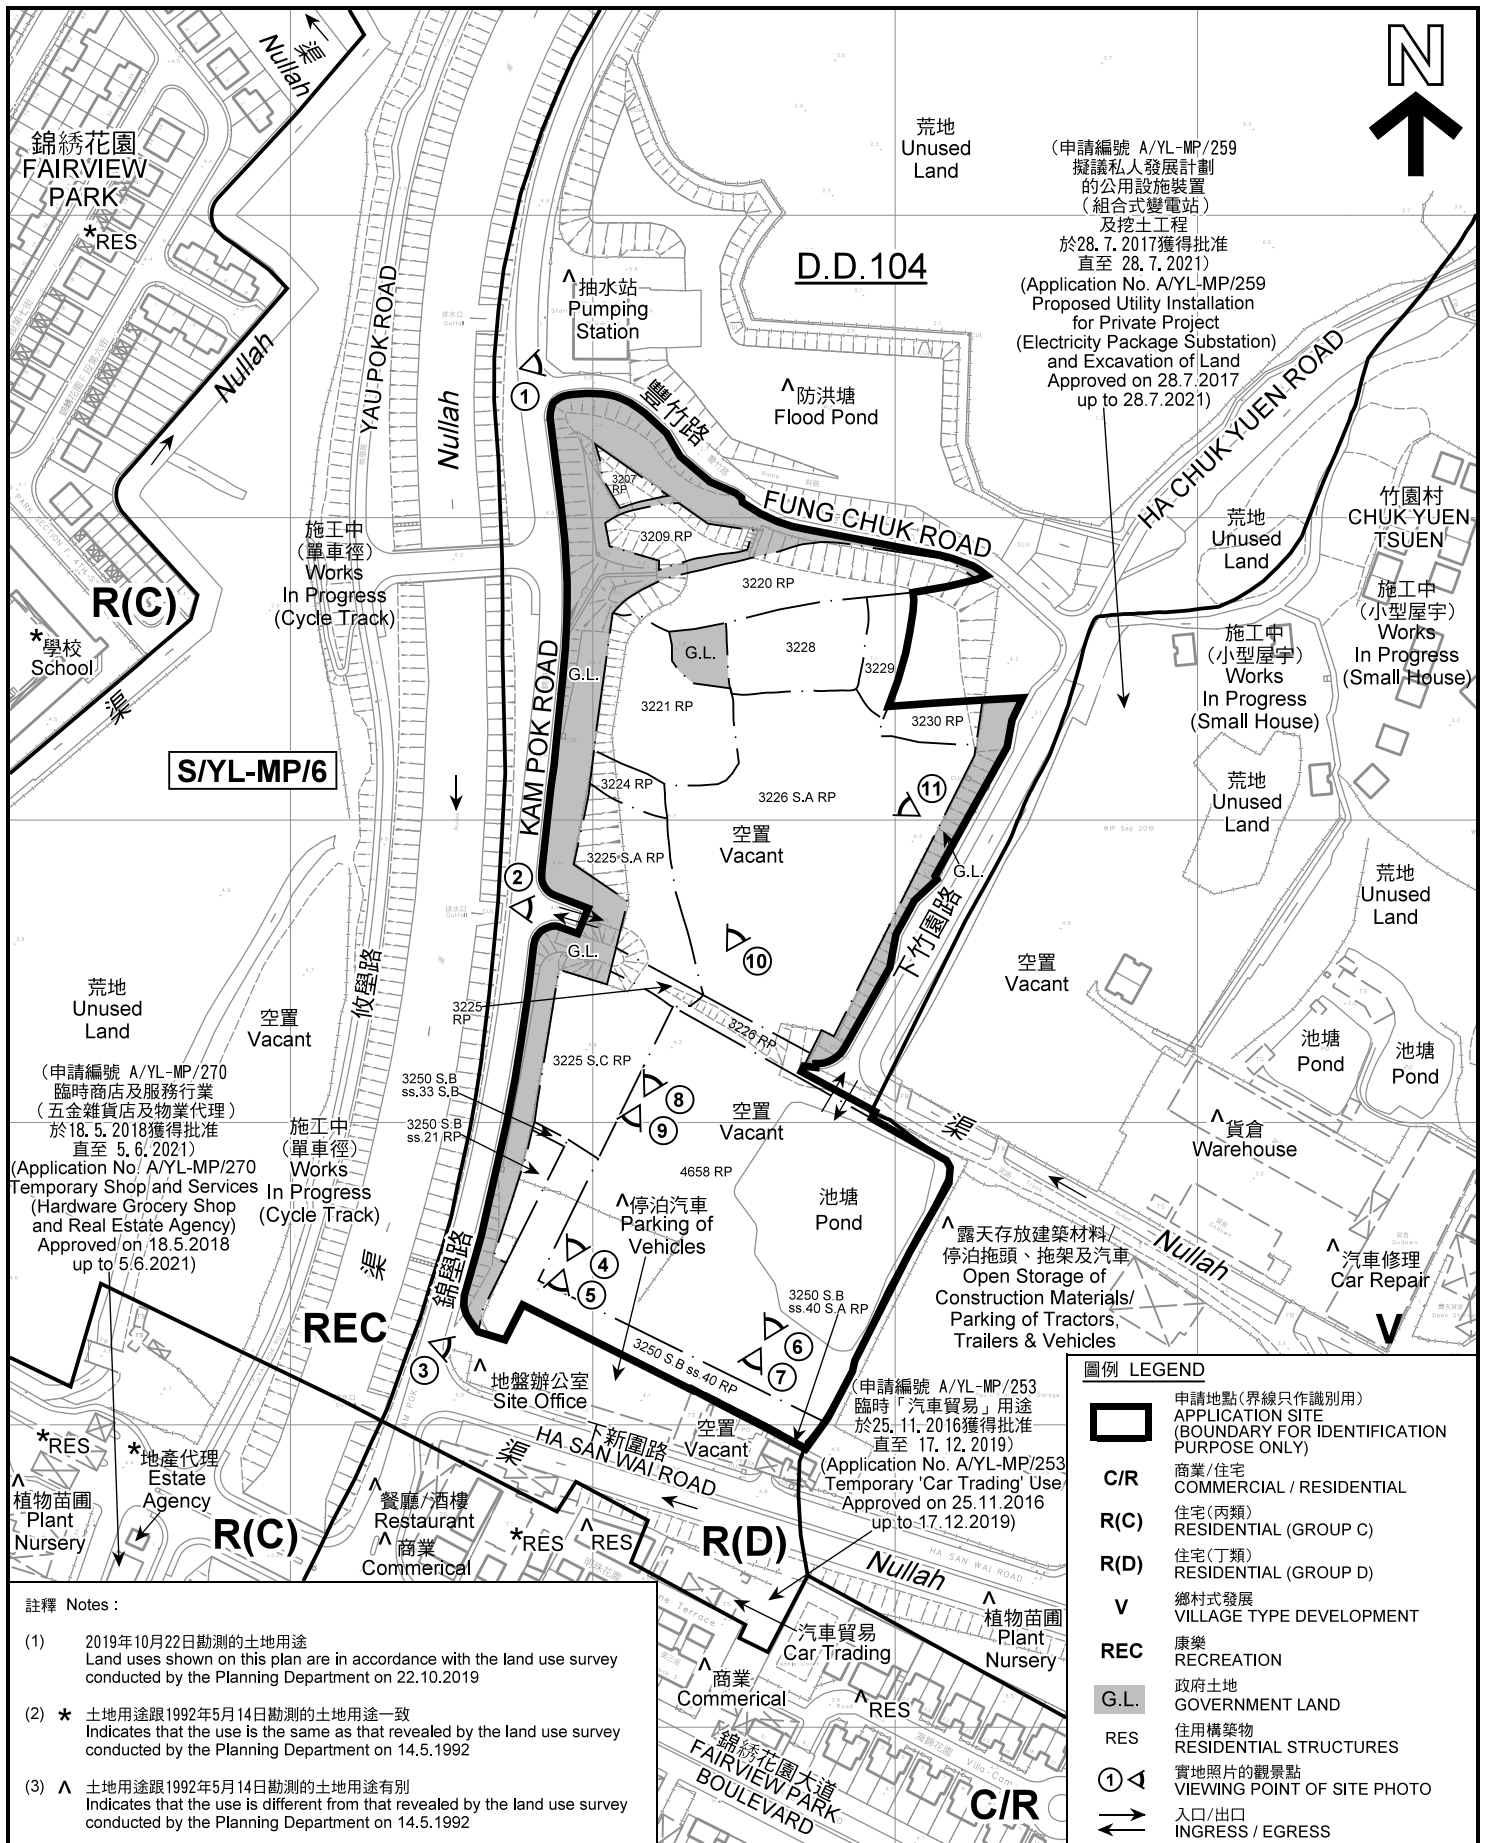 N
渠
Nullah
錦綉花園
FAIRVIEW
PARK
*RES
荒地
Unused
Land
(申請編號 A/YL-MP/259
擬議私人發展計劃
的公用設施裝置
(組合式變電站)
及挖土工程
於28.7.2017獲得批准
直至 28.7.2021)
(Application No. A/YL-MP/259
Proposed Utility Installation
for Private Project
(Electricity Package Substation)
and Excavation of Land
Approved on 28.7.2017
up to 28.7.2021)
D.D.104
^抽水站
Pumping
Station
YAU POK ROAD
Nullah
Nullah
①
豐竹路
^防洪塘
Flood Pond
FUNG CHUK ROAD
HA CHUK YUEN ROAD
竹園村
CHUK YUEN
TSUEN
荒地
Unused
Land
施工中
(單車徑)
Works
In Progress
(Cycle Track)
R(C)
*學校
School
渠
3207
RP
3209 RP
3220 RP
3228
3229
G.L.
G.L.
3221 RP
3230 RP
施工中
(小型屋宇)
Works
In Progress
(Small House)
施工中
(小型屋宇)
Works
In Progress
(Small House)
S/YL-MP/6
KAM POK ROAD
3224 RP
3226 S.A RP
⑪
空置
Vacant
荒地
Unused
Land
WIP Sep 2019
3225 S.A RP
G.L.
②
荒地
Unused
Land
排水口
Outfall
G.L.
⑩
下竹園路
空置
Vacant
攸壆路
荒地
Unused
Land
空置
Vacant
3225
RP
3226 RP
3225 S.C RP
池塘
Pond
池塘
Pond
(申請編號 A/YL-MP/270
臨時商店及服務行業
(五金雜貨店及物業代理)
於18.5.2018獲得批准
直至 5.6.2021)
(Application No. A/YL-MP/270
Temporary Shop and Services
(Hardware Grocery Shop
and Real Estate Agency)
Approved on 18.5.2018
up to 5.6.2021)
施工中
(單車徑)
Works
In Progress
(Cycle Track)
3250 S.B
ss.33 S.B
3250 S.B
ss.21 RP
⑧
⑨
空置
Vacant
渠
^貨倉
Warehouse
4658 RP
^停泊汽車
Parking of
Vehicles
池塘
Pond
^露天存放建築材料/
停泊拖頭、拖架及汽車
Open Storage of
Construction Materials/
Parking of Tractors,
Trailers & Vehicles
Nullah
^汽車修理
Car Repair
V
渠
錦壆路
REC
④
⑤
3250 S.B
ss.40 S.A RP
⑥
⑦
③
3250 S.B ss.40 RP
^地盤辦公室
Site Office
(申請編號 A/YL-MP/253
臨時「汽車貿易」用途
於25.11.2016獲得批准
直至 17.12.2019)
(Application No. A/YL-MP/253
Temporary 'Car Trading' Use
Approved on 25.11.2016
up to 17.12.2019)
空置
Vacant
下新圍路
HA SAN WAI ROAD
渠
*RES
*地產代理
Estate
Agency
^植物苗圃
Plant
Nursery
R(C)
^餐廳/酒樓
Restaurant
^商業
Commerical
*RES
^RES
R(D)
Nullah
HA SAN WAI ROAD
^植物苗圃
Plant
Nursery
汽車貿易
Car Trading
^商業
Commerical
^RES
錦綉花園大道
FAIRVIEW PARK
BOULEVARD
C/R
註釋 Notes :
(1) 2019年10月22日勘測的土地用途
Land uses shown on this plan are in accordance with the land use survey
conducted by the Planning Department on 22.10.2019
(2) * 土地用途跟1992年5月14日勘測的土地用途一致
Indicates that the use is the same as that revealed by the land use survey
conducted by the Planning Department on 14.5.1992
(3) ^ 土地用途跟1992年5月14日勘測的土地用途有別
Indicates that the use is different from that revealed by the land use survey
conducted by the Planning Department on 14.5.1992
圖例 LEGEND
申請地點(界線只作識別用)
APPLICATION SITE
(BOUNDARY FOR IDENTIFICATION
PURPOSE ONLY)
C/R 商業/住宅
COMMERCIAL / RESIDENTIAL
R(C) 住宅(丙類)
RESIDENTIAL (GROUP C)
R(D) 住宅(丁類)
RESIDENTIAL (GROUP D)
V 鄉村式發展
VILLAGE TYPE DEVELOPMENT
REC 康樂
RECREATION
G.L. 政府土地
GOVERNMENT LAND
RES 住用構築物
RESIDENTIAL STRUCTURES
① 實地照片的觀景點
VIEWING POINT OF SITE PHOTO
入口/出口
INGRESS / EGRESS